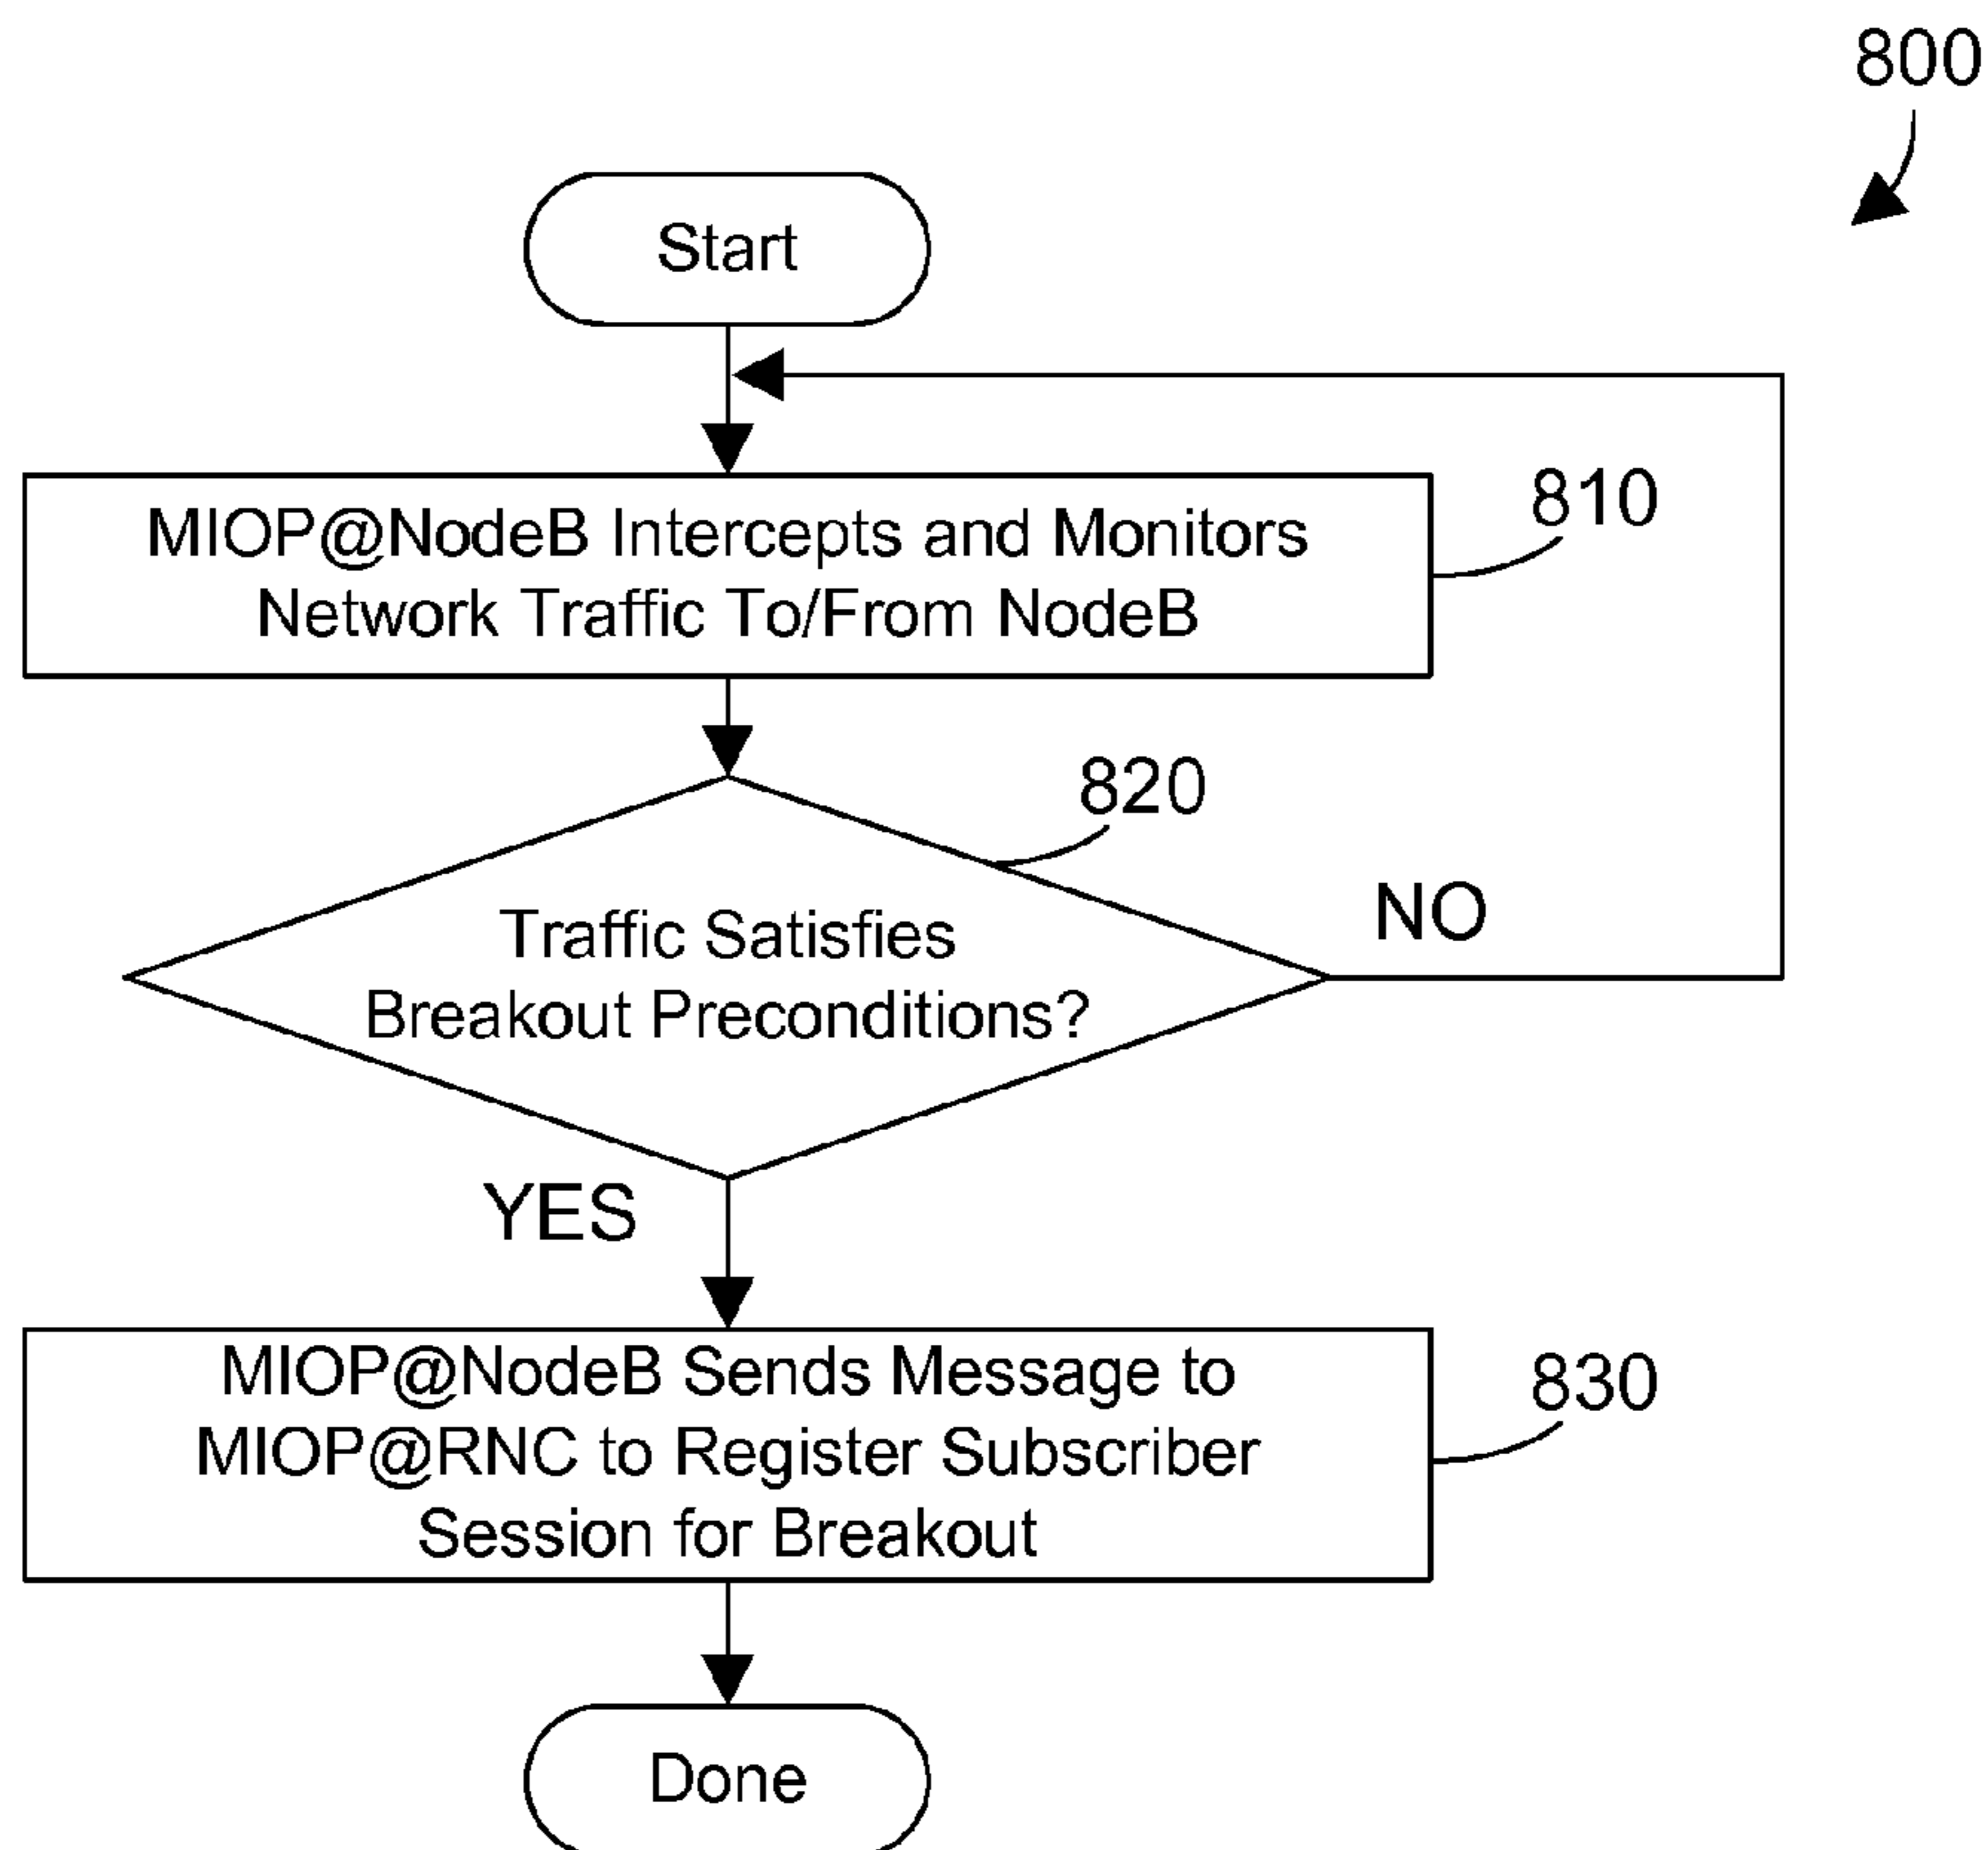 800
Start
MIOP@NodeB Intercepts and Monitors
Network Traffic To/From NodeB
810
820
Traffic Satisfies
Breakout Preconditions?
NO
YES
MIOP@NodeB Sends Message to
MIOP@RNC to Register Subscriber
Session for Breakout
830
Done